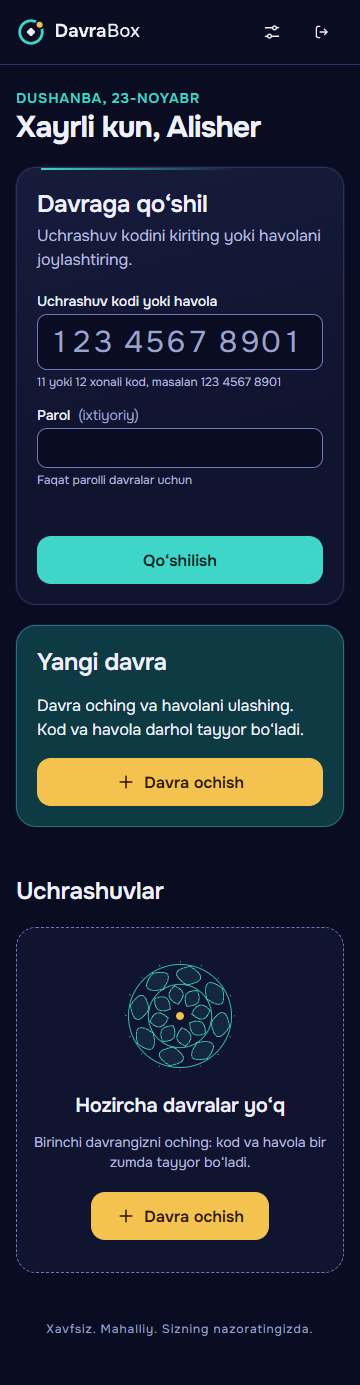 DavraBox
DUSHANBA, 23-NOYABR
Xayrli kun, Alisher
Davraga qo‘shil
Uchrashuv kodini kiriting yoki havolani
joylashtiring.
Uchrashuv kodi yoki havola
123 4567 8901
11 yoki 12 xonali kod, masalan 123 4567 8901
Parol (ixtiyoriy)
Faqat parolli davralar uchun
Qo‘shilish
Yangi davra
Davra oching va havolani ulashing.
Kod va havola darhol tayyor bo‘ladi.
+ Davra ochish
Uchrashuvlar
Hozircha davralar yo‘q
Birinchi davrangizni oching: kod va havola bir
zumda tayyor bo‘ladi.
+ Davra ochish
Xavfsiz. Mahalliy. Sizning nazoratingizda.